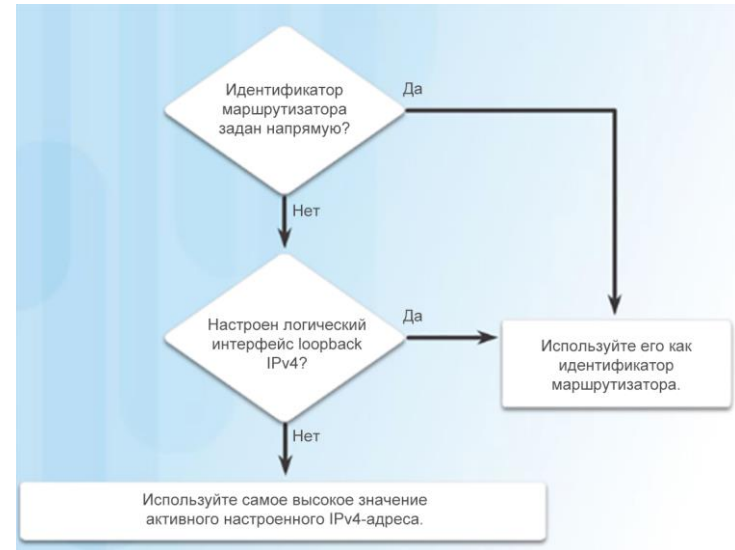 Идентификатор
маршрутизатора
задан напрямую?
Да
Нет
Настроен логический
интерфейс loopback
IPv4?
Да
Используйте его как
идентификатор
маршрутизатора.
Нет
Используйте самое высокое значение
активного настроенного IPv4-адреса.